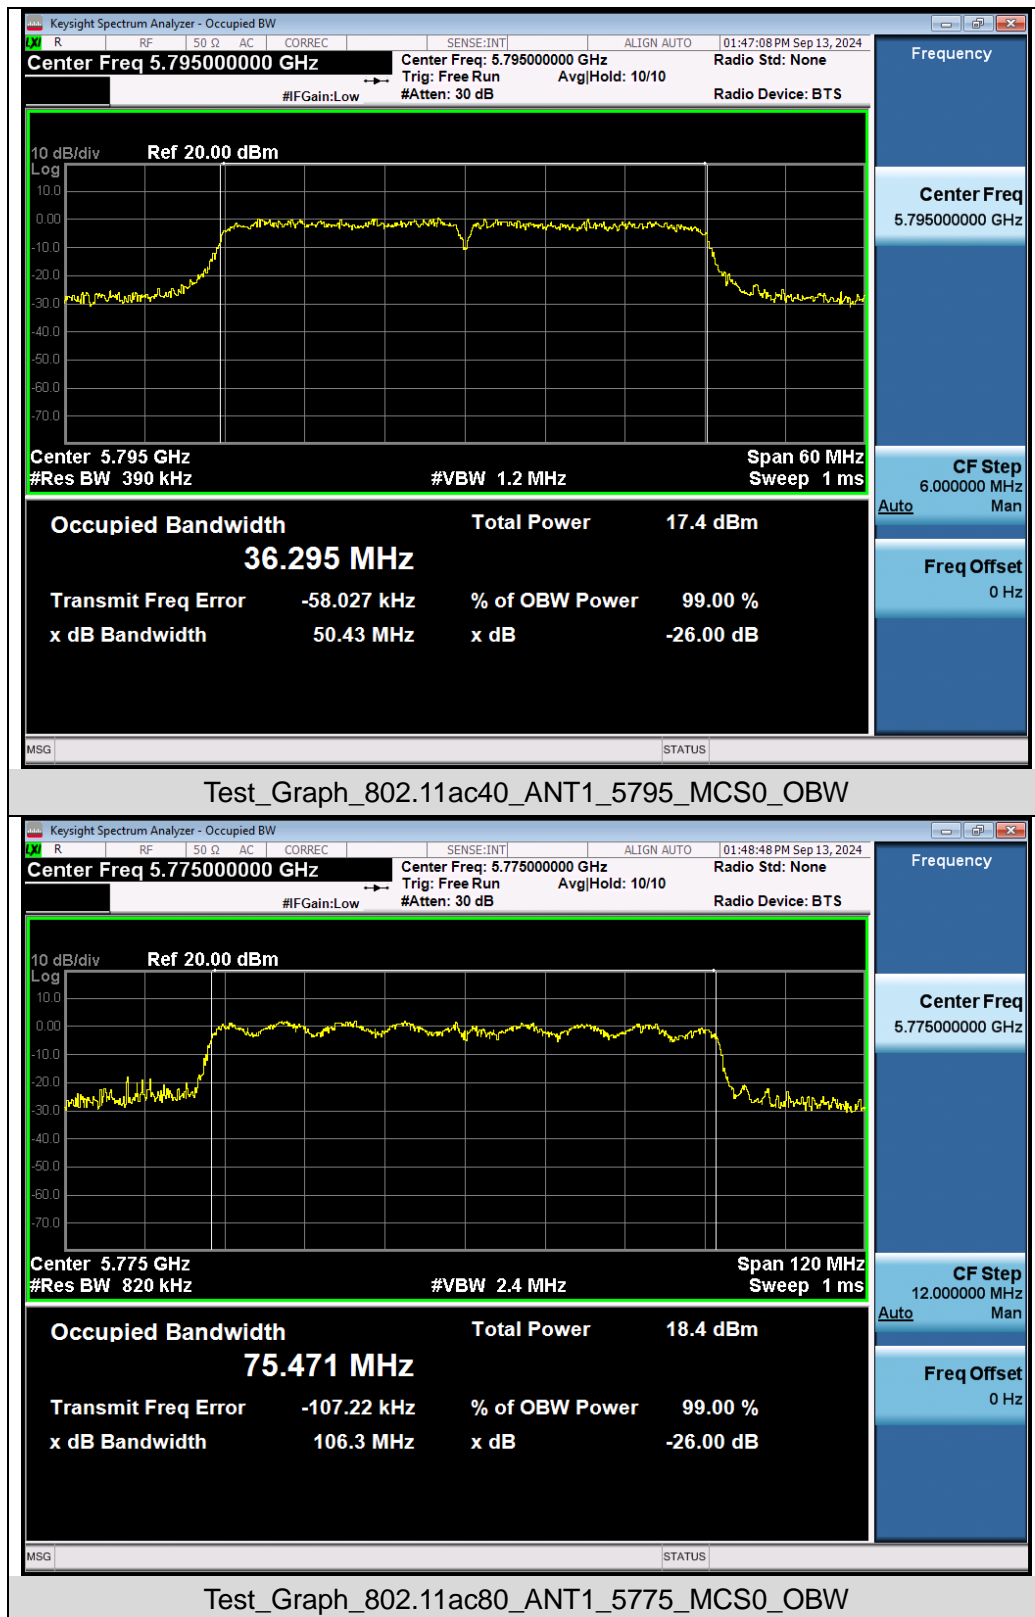 Keysight Spectrum Analyzer - Occupied BW
LXI R RF 50 Ω AC CORREC SENSE:INT ALIGN AUTO 01:47:08 PM Sep 13, 2024
Center Freq 5.795000000 GHz Center Freq: 5.795000000 GHz Radio Std: None Frequency
Trig: Free Run Avg|Hold: 10/10
#IFGain:Low #Atten: 30 dB Radio Device: BTS
10 dB/div Ref 20.00 dBm
Log
10.0
0.00
-10.0
-20.0
-30.0
-40.0
-50.0
-60.0
-70.0
Center Freq
5.795000000 GHz
Center 5.795 GHz Span 60 MHz
#Res BW 390 kHz #VBW 1.2 MHz Sweep 1 ms
CF Step
6.000000 MHz
Auto Man
Occupied Bandwidth Total Power 17.4 dBm
36.295 MHz
Freq Offset
0 Hz
Transmit Freq Error -58.027 kHz % of OBW Power 99.00 %
x dB Bandwidth 50.43 MHz x dB -26.00 dB
MSG STATUS
Test_Graph_802.11ac40_ANT1_5795_MCS0_OBW
Keysight Spectrum Analyzer - Occupied BW
LXI R RF 50 Ω AC CORREC SENSE:INT ALIGN AUTO 01:48:48 PM Sep 13, 2024
Center Freq 5.775000000 GHz Center Freq: 5.775000000 GHz Radio Std: None Frequency
Trig: Free Run Avg|Hold: 10/10
#IFGain:Low #Atten: 30 dB Radio Device: BTS
10 dB/div Ref 20.00 dBm
Log
10.0
0.00
-10.0
-20.0
-30.0
-40.0
-50.0
-60.0
-70.0
Center Freq
5.775000000 GHz
Center 5.775 GHz Span 120 MHz
#Res BW 820 kHz #VBW 2.4 MHz Sweep 1 ms
CF Step
12.000000 MHz
Auto Man
Occupied Bandwidth Total Power 18.4 dBm
75.471 MHz
Freq Offset
0 Hz
Transmit Freq Error -107.22 kHz % of OBW Power 99.00 %
x dB Bandwidth 106.3 MHz x dB -26.00 dB
MSG STATUS
Test_Graph_802.11ac80_ANT1_5775_MCS0_OBW